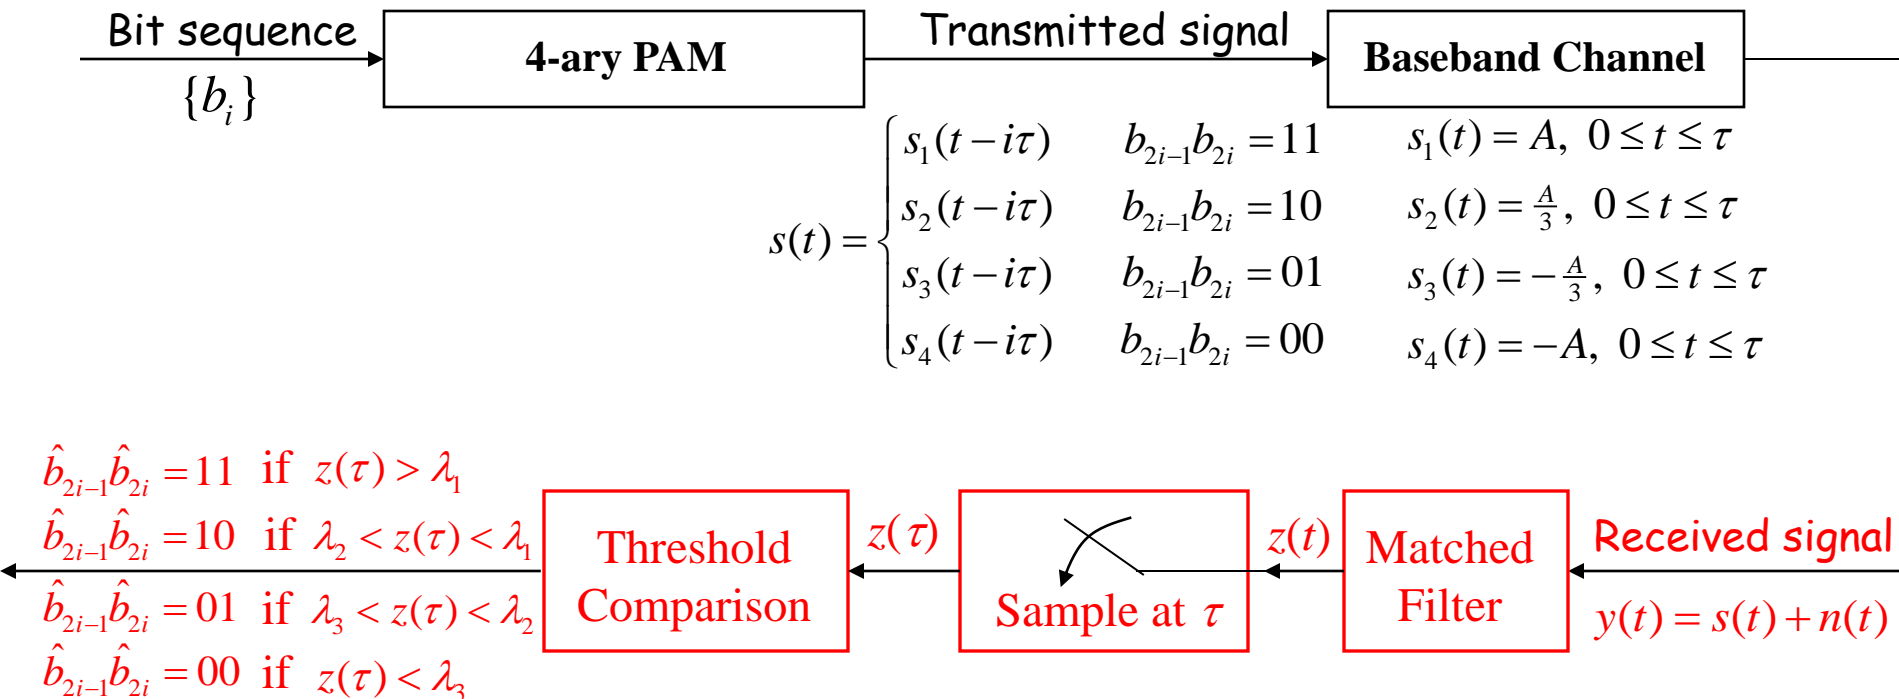 Bit sequence
{b_i}
4-ary PAM
Transmitted signal
Baseband Channel
s(t) = { s_1(t − iτ)  b_{2i−1}b_{2i} = 11  s_1(t) = A, 0 ≤ t ≤ τ
s_2(t − iτ)  b_{2i−1}b_{2i} = 10  s_2(t) = A/3, 0 ≤ t ≤ τ
s_3(t − iτ)  b_{2i−1}b_{2i} = 01  s_3(t) = −A/3, 0 ≤ t ≤ τ
s_4(t − iτ)  b_{2i−1}b_{2i} = 00  s_4(t) = −A, 0 ≤ t ≤ τ
b̂_{2i−1}b̂_{2i} = 11 if z(τ) > λ_1
b̂_{2i−1}b̂_{2i} = 10 if λ_2 < z(τ) < λ_1
b̂_{2i−1}b̂_{2i} = 01 if λ_3 < z(τ) < λ_2
b̂_{2i−1}b̂_{2i} = 00 if z(τ) < λ_3
Threshold
Comparison
z(τ)
Sample at τ
z(t)
Matched
Filter
Received signal
y(t) = s(t) + n(t)